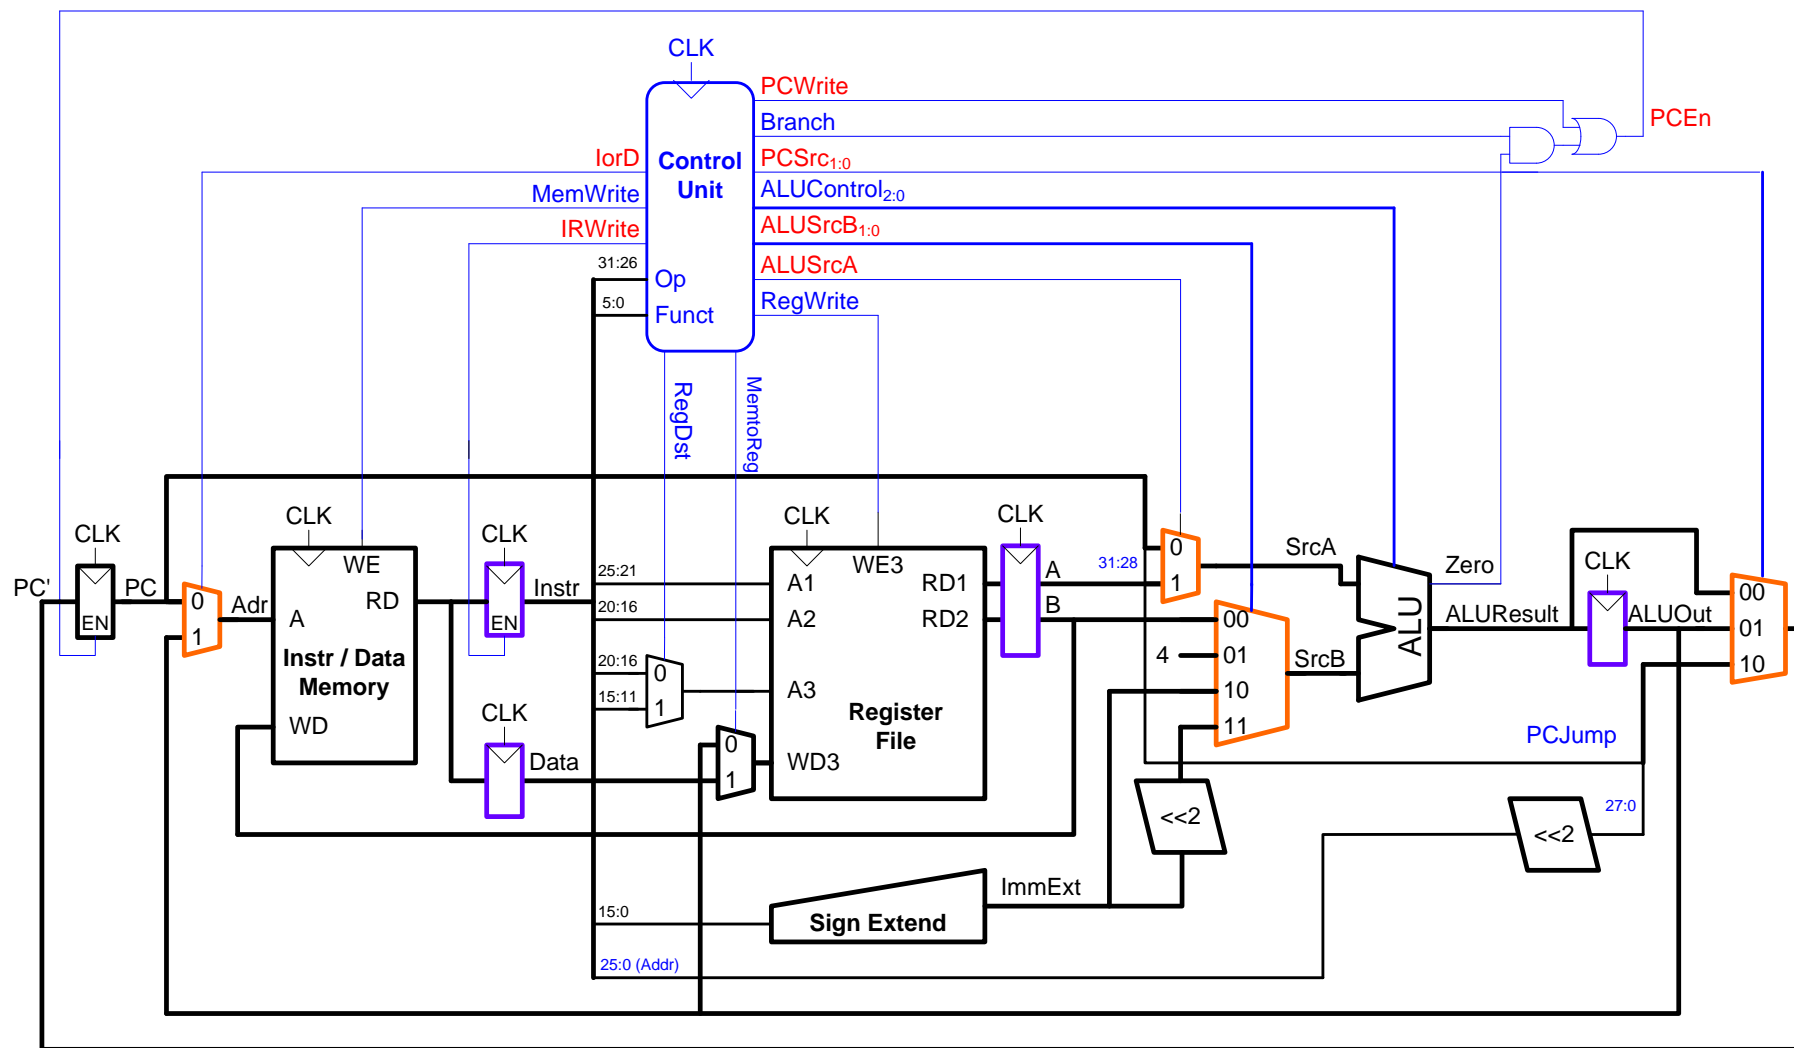 CLK
PCWrite
Branch
PCEn
IorD
Control
Unit
PCSrc1:0
MemWrite
ALUControl2:0
IRWrite
ALUSrcB1:0
31:26
Op
ALUSrcA
5:0
Funct
RegWrite
RegDst
MemtoReg
CLK
CLK
CLK
CLK
CLK
CLK
PC'
EN
PC
0
1
Adr
WE
A
RD
Instr / Data
Memory
WD
EN
Instr
CLK
Data
25:21
20:16
20:16
15:11
0
1
0
1
A1
A2
A3
WD3
WE3
RD1
RD2
Register
File
A
B
31:28
0
1
SrcA
00
01
10
11
4
SrcB
ALU
Zero
ALUResult
ALUOut
00
01
10
PCJump
<<2
27:0
<<2
ImmExt
15:0
Sign Extend
25:0 (Addr)